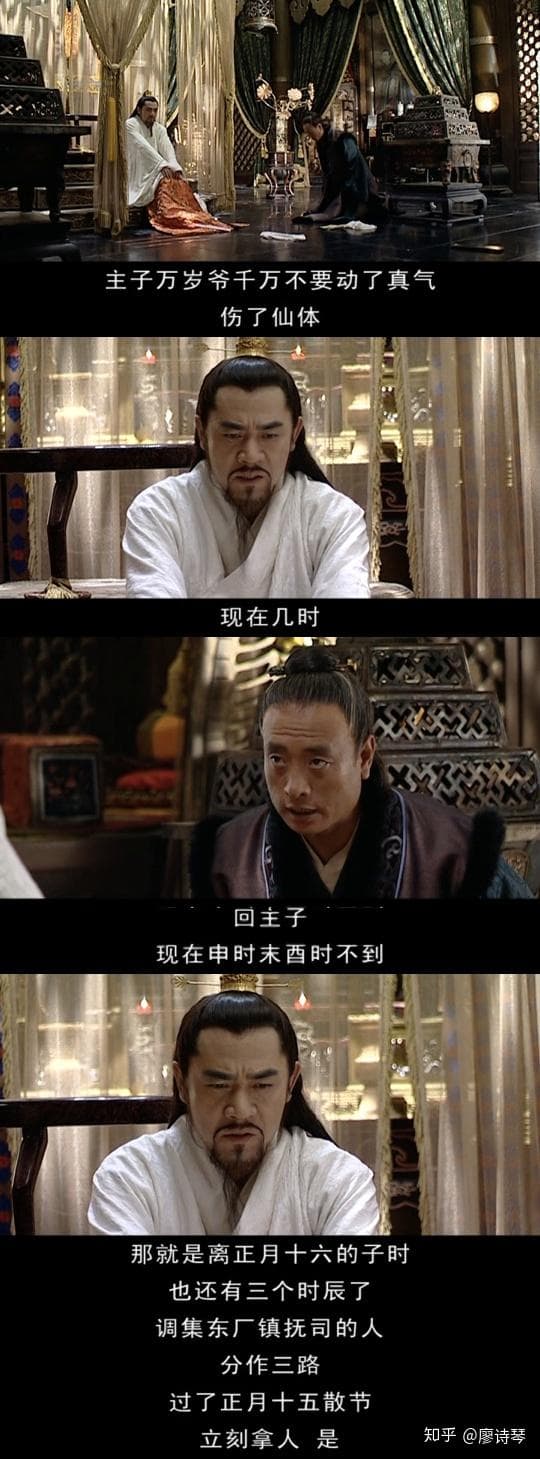 主子万岁爷千万不要动了真气
伤了仙体
现在几时
回主子
现在申时末酉时不到
那就是离正月十六的子时
也还有三个时辰了
调集东厂镇抚司的人
分作三路
过了正月十五散节
立刻拿人 是
知乎 @廖诗琴